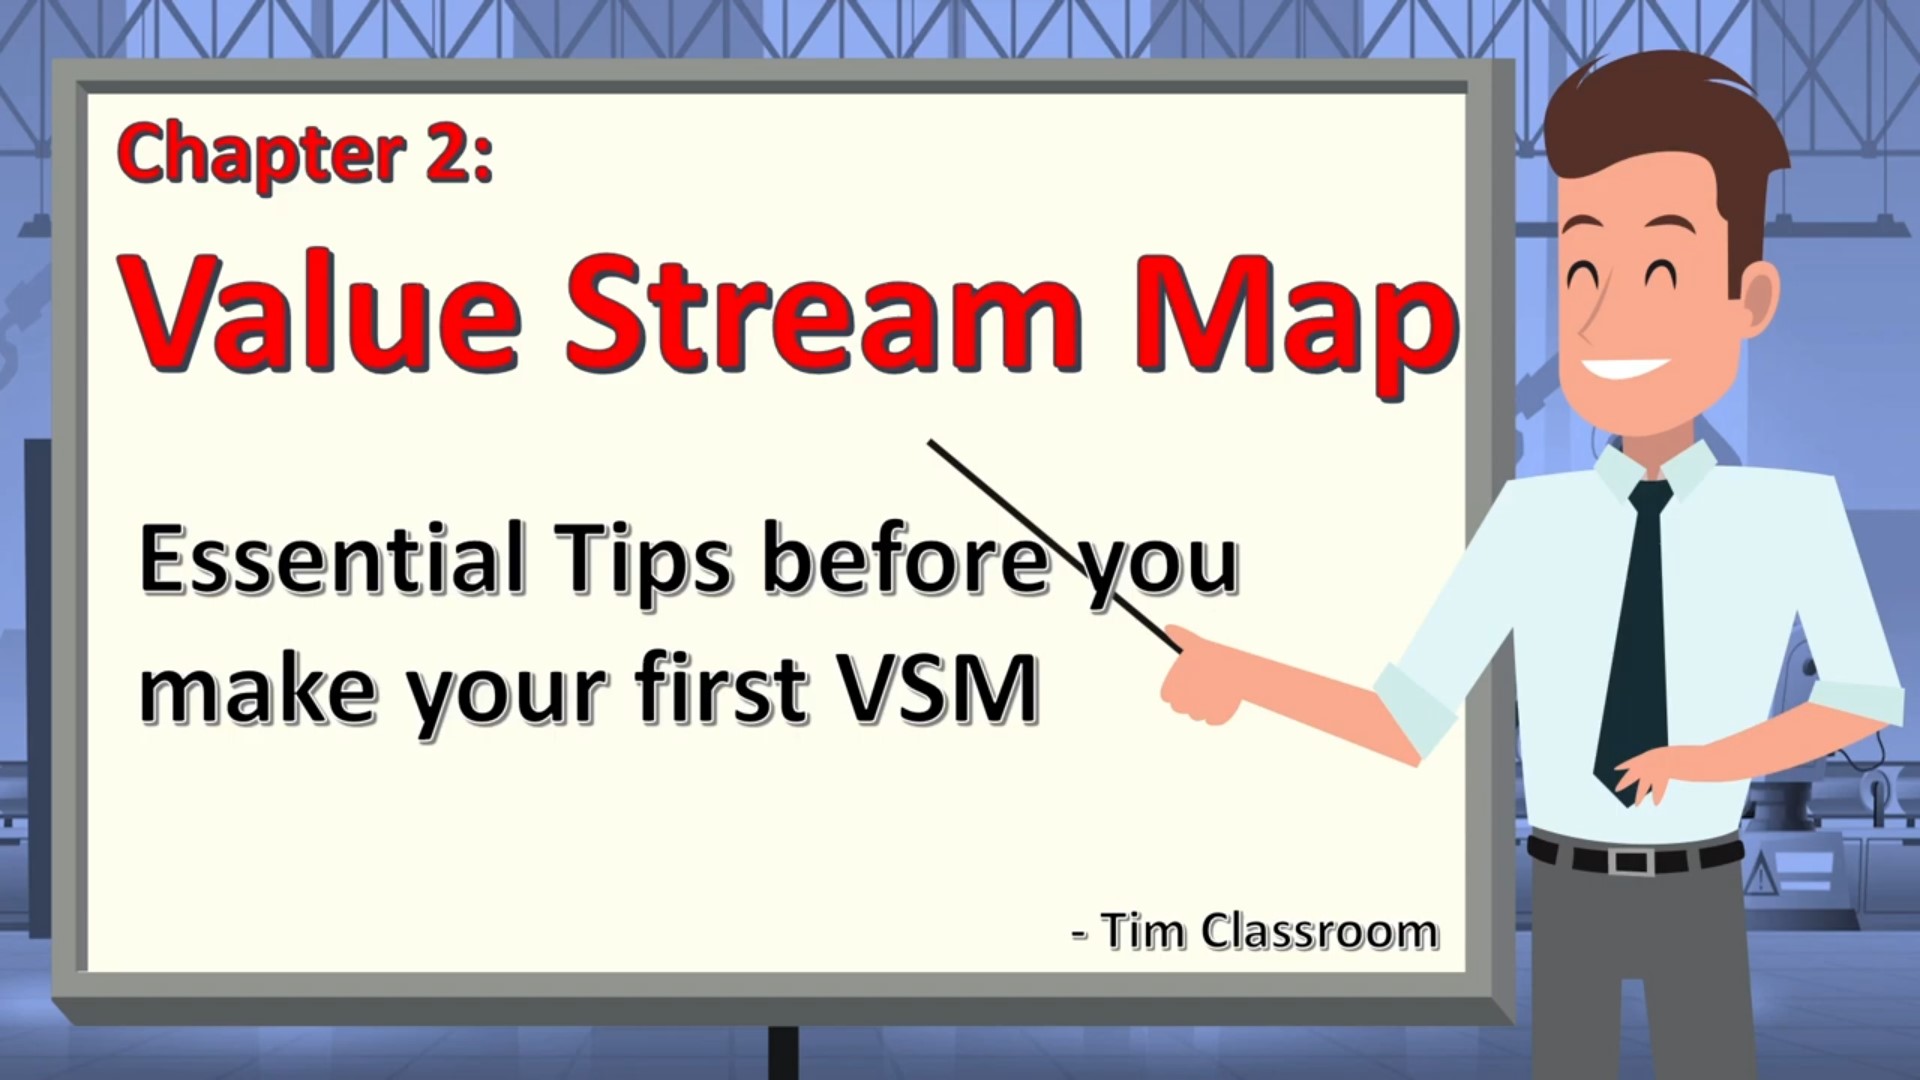 Chapter 2:
Value Stream Map
Essential Tips before you
make your first VSM
- Tim Classroom